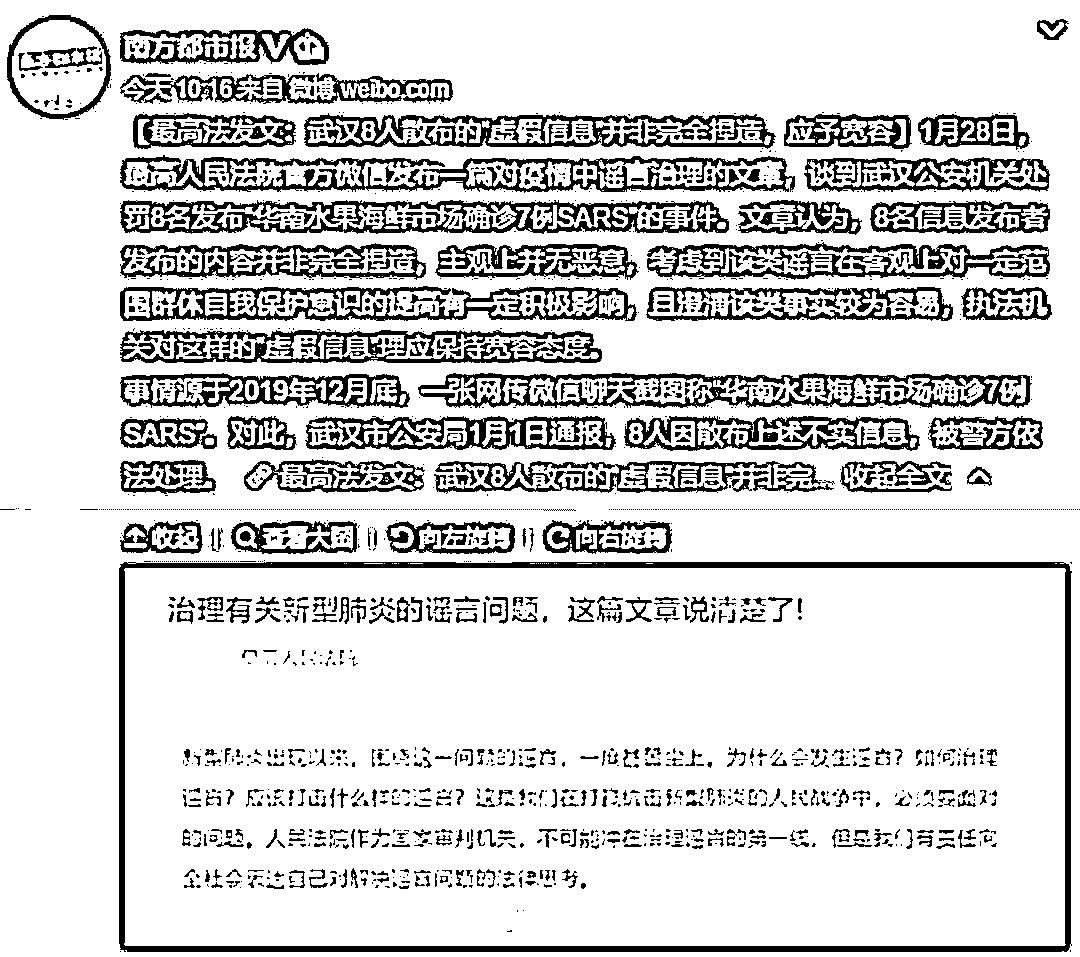 南方都市报
今天 10:16 来自 微博 weibo.com
【最高法发文：武汉8人散布的"虚假信息"并非完全捏造，应予宽容】1月28日，
最高人民法院官方微信发布一篇对疫情中谣言治理的文章，谈到武汉公安机关处
罚8名发布"华南水果海鲜市场确诊7例SARS"的事件。文章认为，8名信息发布者
发布的内容并非完全捏造，主观上并无恶意，考虑到该类谣言在客观上对一定范
围群体自我保护意识的提高有一定积极影响，且澄清该类事实较为容易，执法机
关对这样的"虚假信息"理应保持宽容态度。
事情源于2019年12月底，一张网传微信聊天截图称"华南水果海鲜市场确诊7例
SARS"。对此，武汉市公安局1月1日通报，8人因散布上述不实信息，被警方依
法处理。 最高法发文：武汉8人散布的"虚假信息"并非完... 收起全文
收起 | 查看大图 | 向左旋转 | 向右旋转
治理有关新型肺炎的谣言问题，这篇文章说清楚了!
人民法院
新型肺炎出现以来，围绕这一问题的谣言，一度甚嚣尘上。为什么会发生谣言？如何治理
谣言？应该打击什么样的谣言？这是我们在打击抗击新型肺炎的人民战争中，必须要面对
的问题。人民法院作为国家审判机关，不可能冲在治理谣言的第一线，但是我们有责任向
全社会表达自己对解决谣言问题的法律思考。